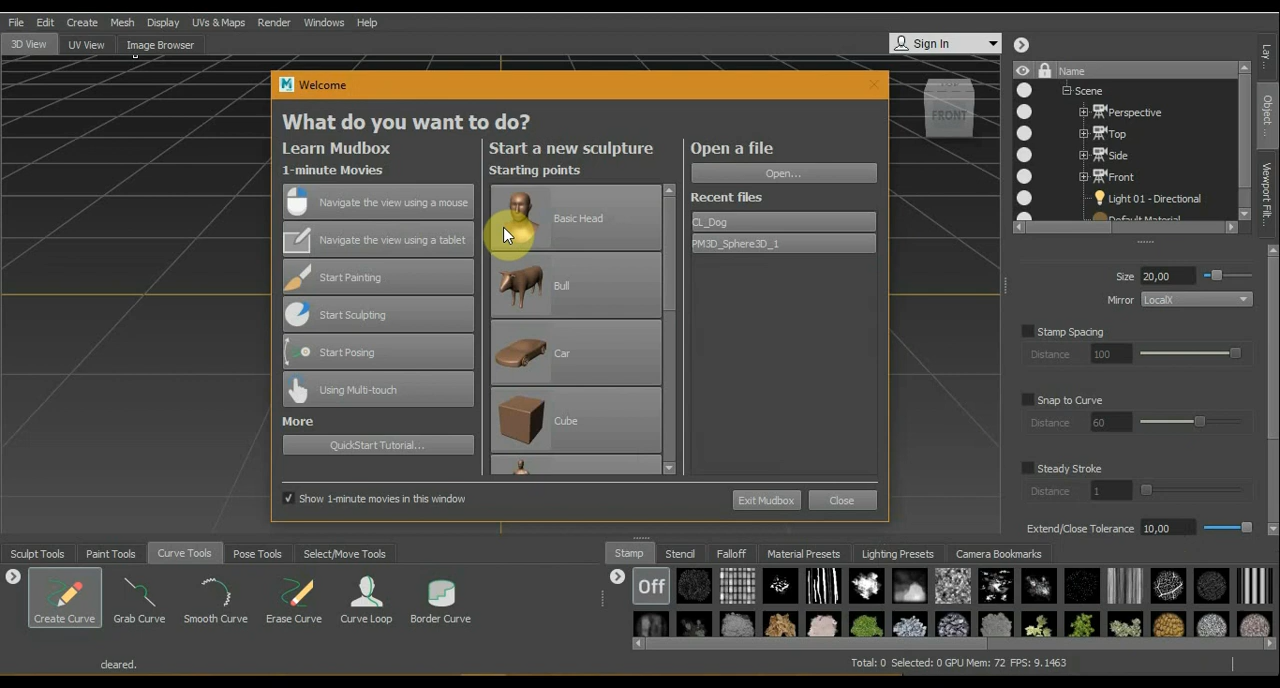 File Edit Create Mesh Display UVs & Maps Render Windows Help
3D View UV View Image Browser
Sign In
Welcome
What do you want to do?
Learn Mudbox
1-minute Movies
Navigate the view using a mouse
Navigate the view using a tablet
Start Painting
Start Sculpting
Start Posing
Using Multi-touch
More
QuickStart Tutorial...
Show 1-minute movies in this window
Start a new sculpture
Starting points
Basic Head
Bull
Car
Cube
Open a file
Open...
Recent files
CL_Dog
PM3D_Sphere3D_1
Exit Mudbox Close
FRONT
Name
Scene
Perspective
Top
Side
Front
Light 01 - Directional
Default Material
Lay...
Object ...
Viewport Filt...
Size 20,00
Mirror LocalX
Stamp Spacing
Distance 100
Snap to Curve
Distance 60
Steady Stroke
Distance 1
Extend/Close Tolerance 10,00
Sculpt Tools Paint Tools Curve Tools Pose Tools Select/Move Tools
Create Curve Grab Curve Smooth Curve Erase Curve Curve Loop Border Curve
Stamp Stencil Falloff Material Presets Lighting Presets Camera Bookmarks
Off
cleared.
Total: 0 Selected: 0 GPU Mem: 72 FPS: 9.1463